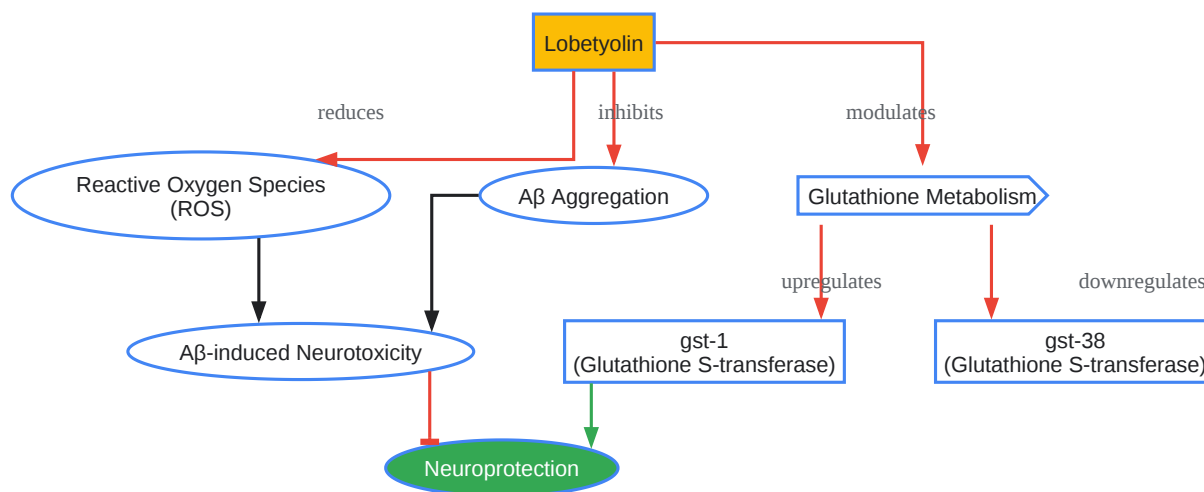 Lobetyolin
reduces
inhibits
modulates
Reactive Oxygen Species
(ROS)
Aβ Aggregation
Glutathione Metabolism
upregulates
downregulates
Aβ-induced Neurotoxicity
gst-1
(Glutathione S-transferase)
gst-38
(Glutathione S-transferase)
Neuroprotection